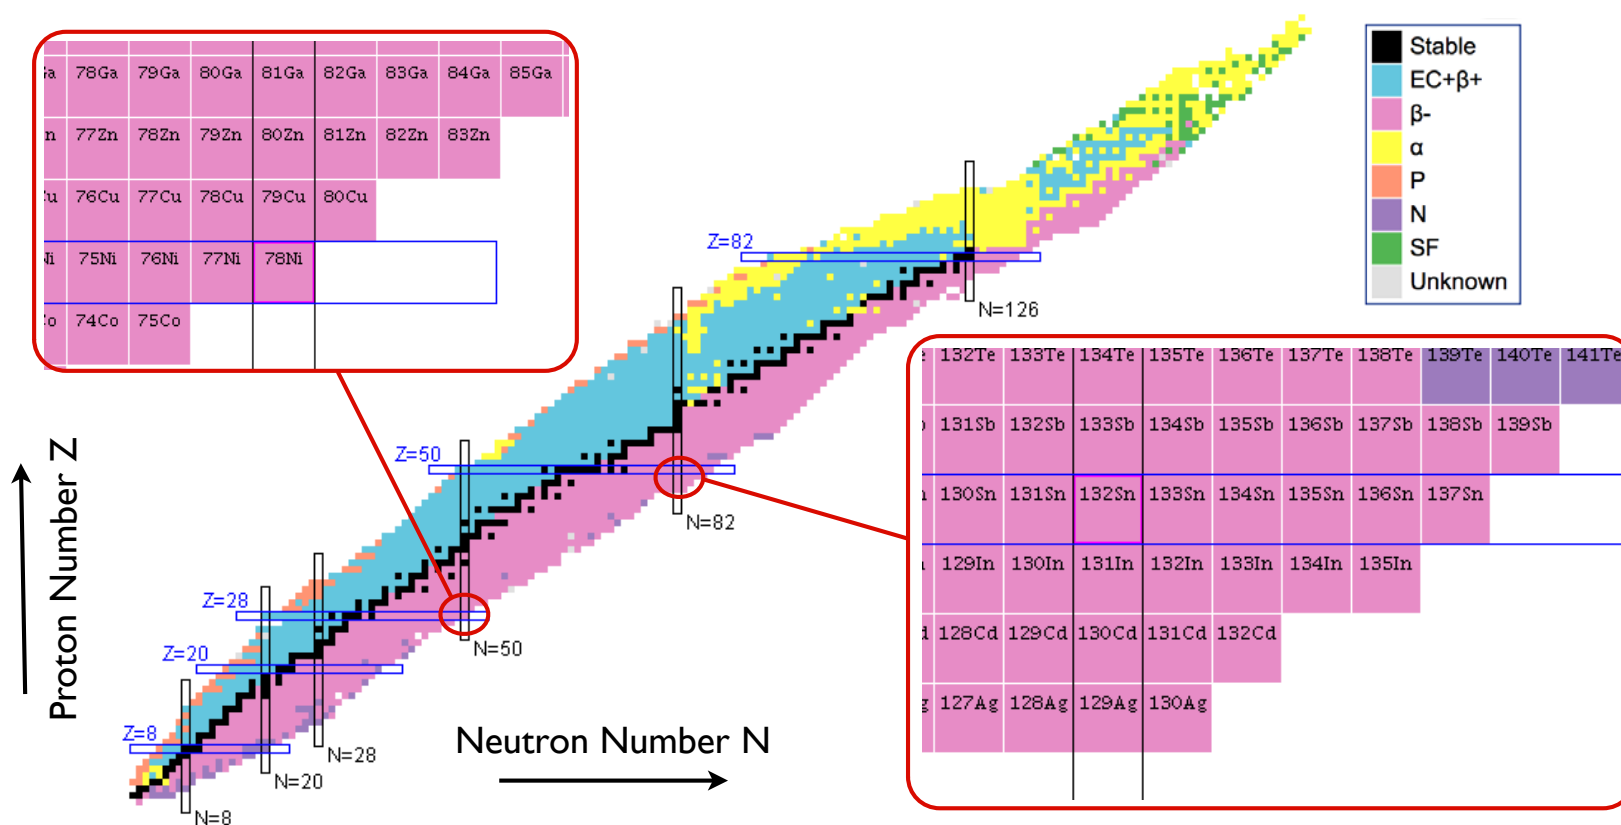 78Ga 79Ga 80Ga 81Ga 82Ga 83Ga 84Ga 85Ga
77Zn 78Zn 79Zn 80Zn 81Zn 82Zn 83Zn
76Cu 77Cu 78Cu 79Cu 80Cu
75Ni 76Ni 77Ni 78Ni
74Co 75Co
Stable
EC+β+
β-
α
P
N
SF
Unknown
Z=82
N=126
Z=50
N=82
Z=28
N=50
Z=20
N=28
Z=8
N=20
N=8
Proton Number Z
Neutron Number N
132Te 133Te 134Te 135Te 136Te 137Te 138Te 139Te 140Te 141Te
131Sb 132Sb 133Sb 134Sb 135Sb 136Sb 137Sb 138Sb 139Sb
130Sn 131Sn 132Sn 133Sn 134Sn 135Sn 136Sn 137Sn
129In 130In 131In 132In 133In 134In 135In
128Cd 129Cd 130Cd 131Cd 132Cd
127Ag 128Ag 129Ag 130Ag